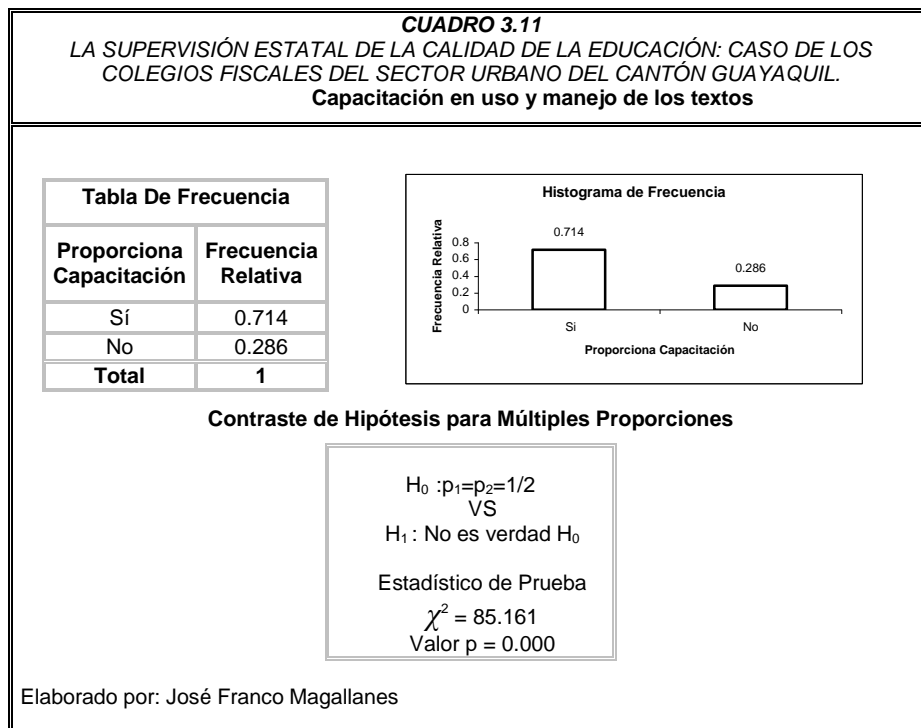 CUADRO 3.11
LA SUPERVISIÓN ESTATAL DE LA CALIDAD DE LA EDUCACIÓN: CASO DE LOS
COLEGIOS FISCALES DEL SECTOR URBANO DEL CANTÓN GUAYAQUIL.
Capacitación en uso y manejo de los textos
Tabla De Frecuencia
Proporciona Capacitación Frecuencia Relativa
Sí 0.714
No 0.286
Total 1
Histograma de Frecuencia
Frecuencia Relativa
0.8
0.6
0.4
0.2
0
0.714
0.286
Si No
Proporciona Capacitación
Contraste de Hipótesis para Múltiples Proporciones
H₀ :p₁=p₂=1/2
VS
H₁ : No es verdad H₀
Estadístico de Prueba
χ² = 85.161
Valor p = 0.000
Elaborado por: José Franco Magallanes